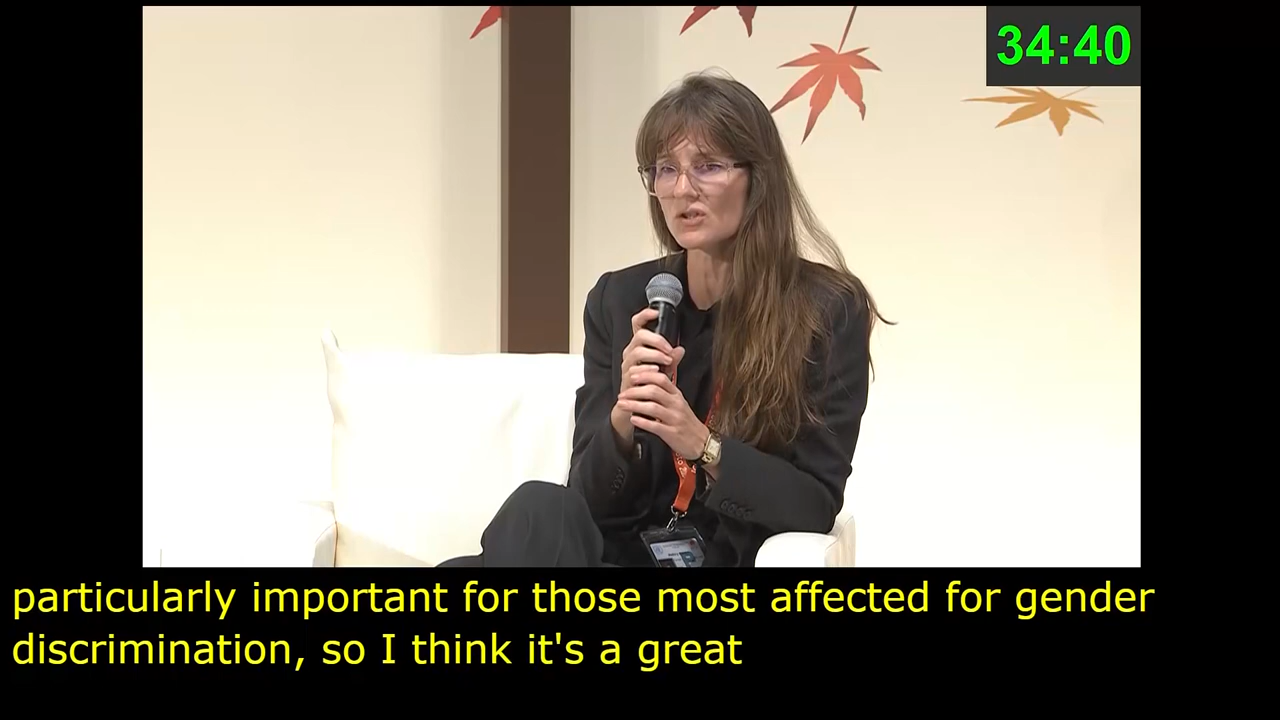 34:40
particularly important for those most affected for gender
discrimination, so I think it's a great